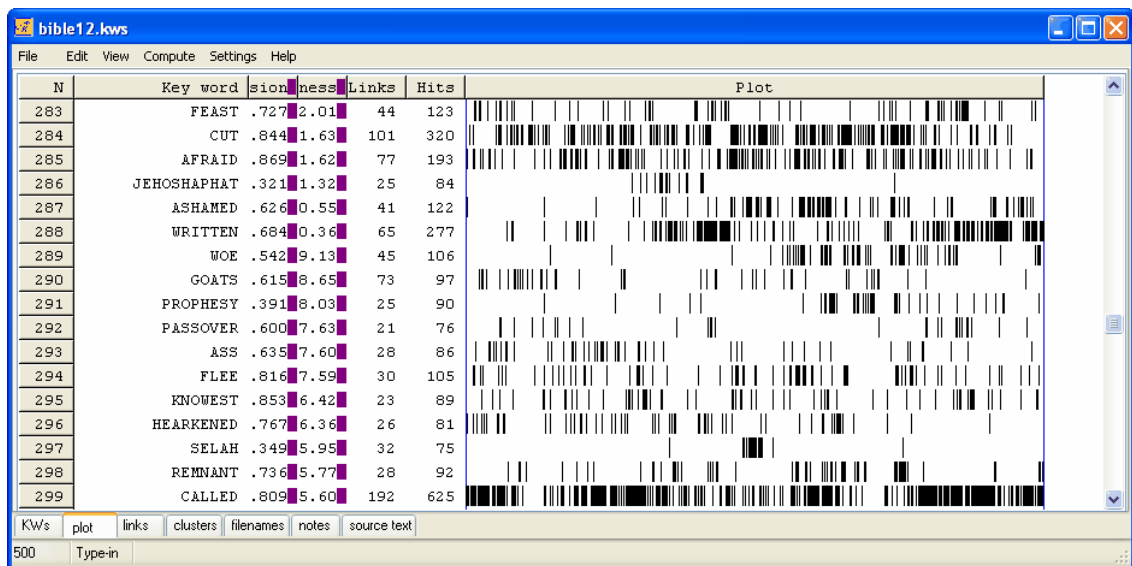 bible12.kws
File Edit View Compute Settings Help
N Key word sion ness Links Hits Plot
283 FEAST .727 2.01 44 123
284 CUT .844 1.63 101 320
285 AFRAID .869 1.62 77 193
286 JEHOSHAPHAT .321 1.32 25 84
287 ASHAMED .626 0.55 41 122
288 WRITTEN .684 0.36 65 277
289 WOE .542 9.13 45 106
290 GOATS .615 8.65 73 97
291 PROPHESY .391 8.03 25 90
292 PASSOVER .600 7.63 21 76
293 ASS .635 7.60 28 86
294 FLEE .816 7.59 30 105
295 KNOWEST .853 6.42 23 89
296 HEARKENED .767 6.36 26 81
297 SELAH .349 5.95 32 75
298 REMNANT .736 5.77 28 92
299 CALLED .809 5.60 192 625
KWs plot links clusters filenames notes source text
500 Type-in